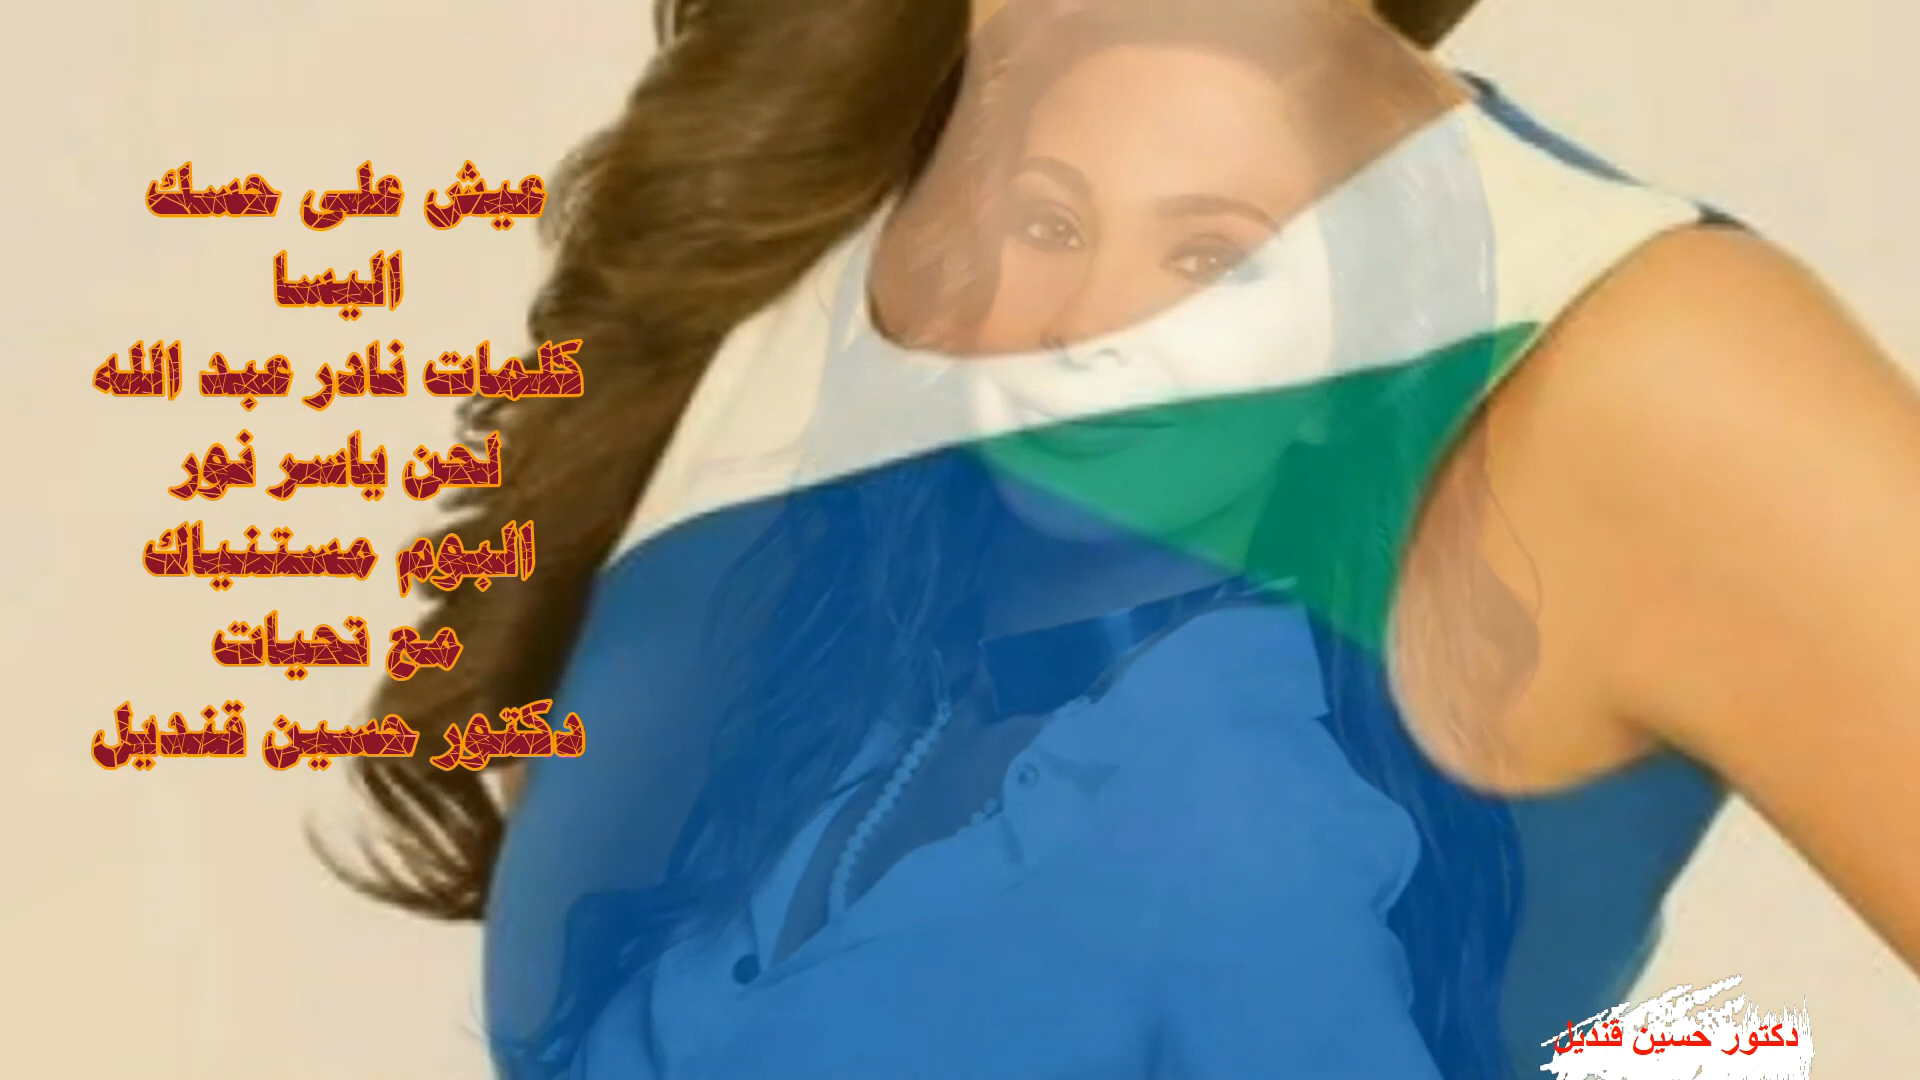 عيش على حسك
اليسا
كلمات نادر عبد الله
لحن ياسر نور
البوم مستنياك
مع تحيات
دكتور حسين قنديل
دكتور حسين قنديل